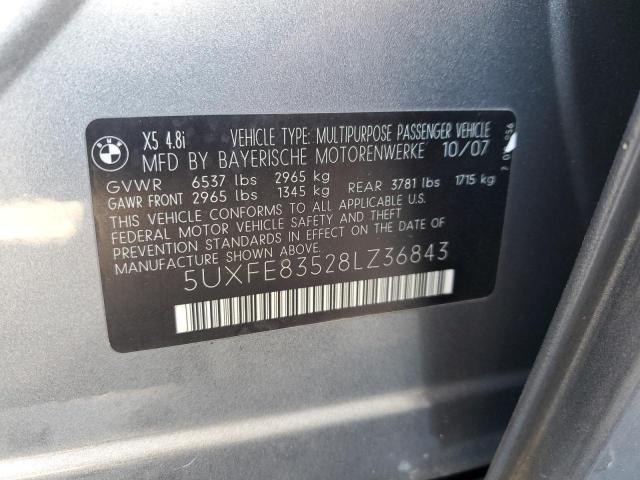 BMW
X5 4.8i VEHICLE TYPE: MULTIPURPOSE PASSENGER VEHICLE
MFD BY BAYERISCHE MOTORENWERKE 10/07
GVWR 6537 lbs 2965 kg
GAWR FRONT 2965 lbs 1345 kg REAR 3781 lbs 1715 kg
THIS VEHICLE CONFORMS TO ALL APPLICABLE U.S.
FEDERAL MOTOR VEHICLE SAFETY AND THEFT
PREVENTION STANDARDS IN EFFECT ON THE DATE OF
MANUFACTURE SHOWN ABOVE.
5UXFE83528LZ36843